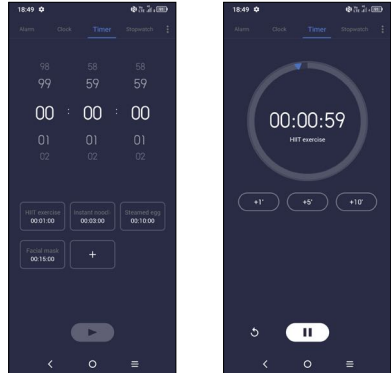 18:49
Alarm Clock Timer Stopwatch
98 58 58
99 59 59
00 : 00 : 00
01 01 01
02 02 02
HIIT exercise
00:01:00
Instant noodl
00:03:00
Steamed egg
00:10:00
Facial mask
00:15:00
+
18:49
Alarm Clock Timer Stopwatch
00:00:59
HIIT exercise
+1' +5' +10'